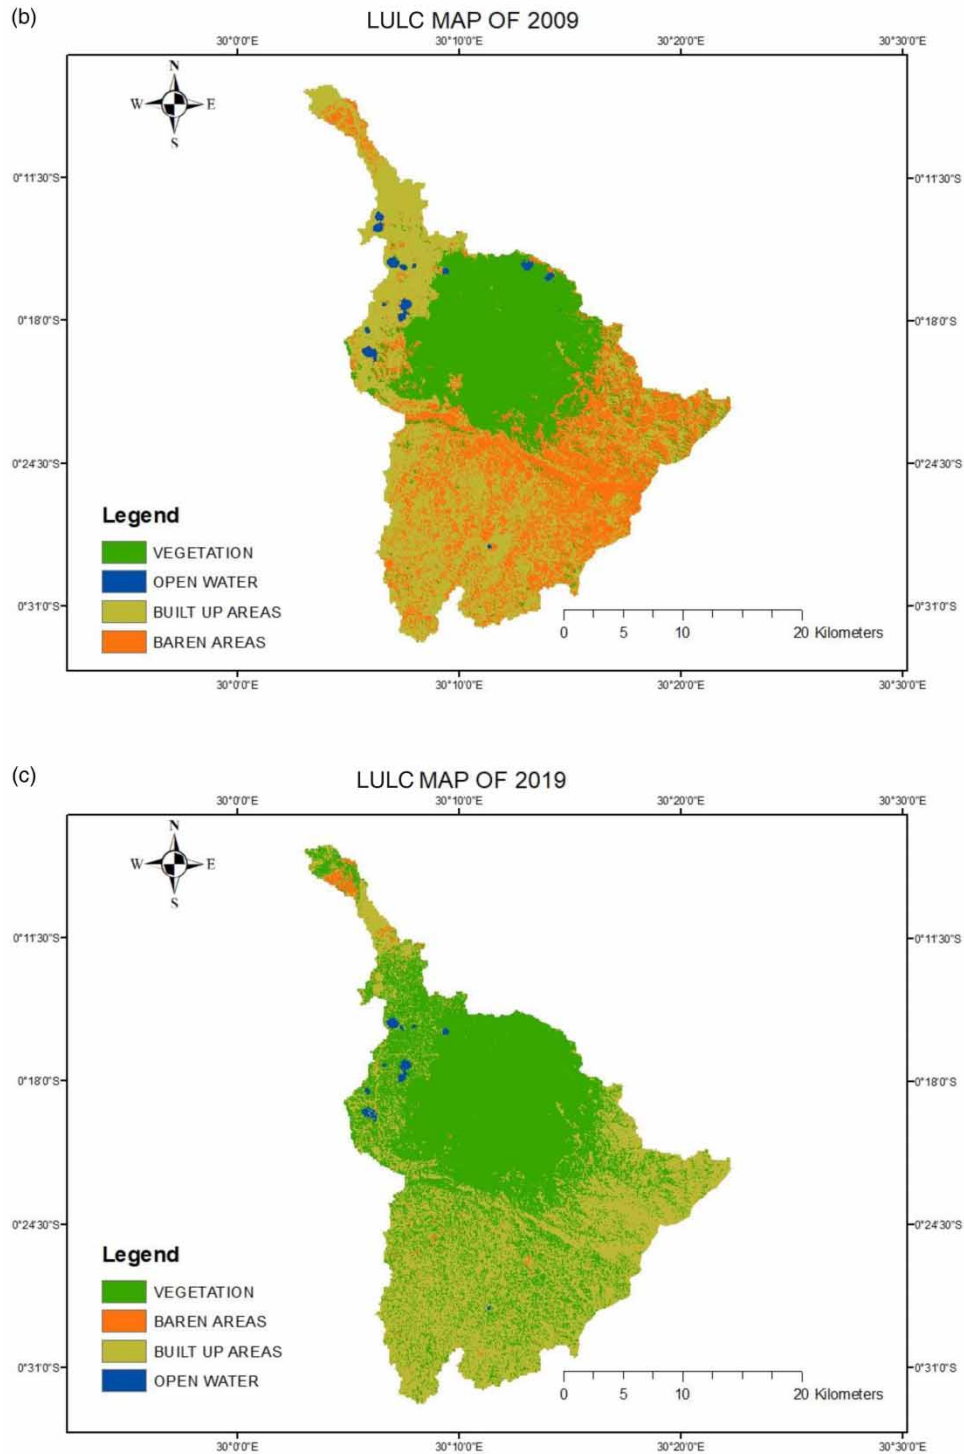 (b)
LULC MAP OF 2009
30°0'0"E 30°10'0"E 30°20'0"E 30°30'0"E
N
W E
S
0°11'30"S 0°11'30"S
0°18'0"S 0°18'0"S
0°24'30"S 0°24'30"S
Legend
VEGETATION
OPEN WATER
BUILT UP AREAS
BAREN AREAS
0°31'0"S 0°31'0"S
0 5 10 20 Kilometers
30°0'0"E 30°10'0"E 30°20'0"E 30°30'0"E
(c)
LULC MAP OF 2019
30°0'0"E 30°10'0"E 30°20'0"E 30°30'0"E
N
W E
S
0°11'30"S 0°11'30"S
0°18'0"S 0°18'0"S
0°24'30"S 0°24'30"S
Legend
VEGETATION
BAREN AREAS
BUILT UP AREAS
OPEN WATER
0°31'0"S 0°31'0"S
0 5 10 20 Kilometers
30°0'0"E 30°10'0"E 30°20'0"E 30°30'0"E